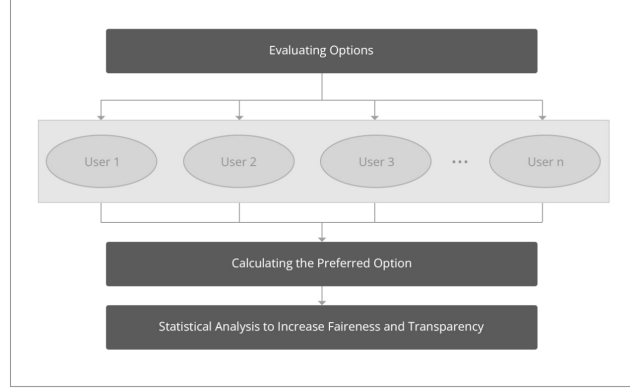 Evaluating Options
User 1 User 2 User 3 ... User n
Calculating the Preferred Option
Statistical Analysis to Increase Faireness and Transparency